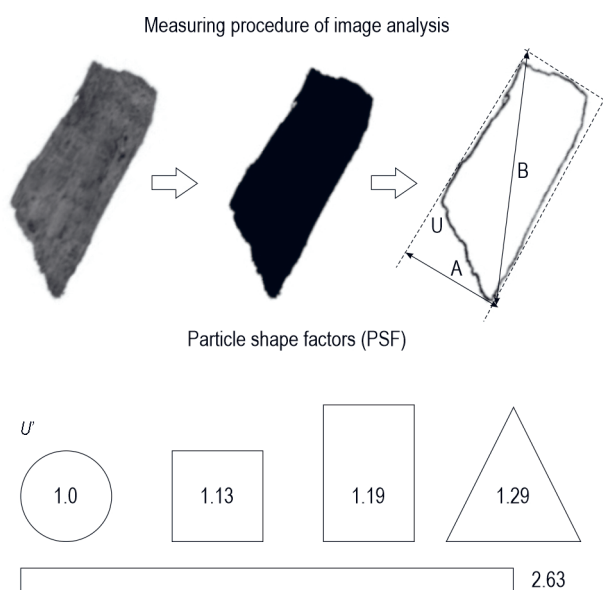 Measuring procedure of image analysis
B
U
A
Particle shape factors (PSF)
U'
1.0
1.13
1.19
1.29
2.63